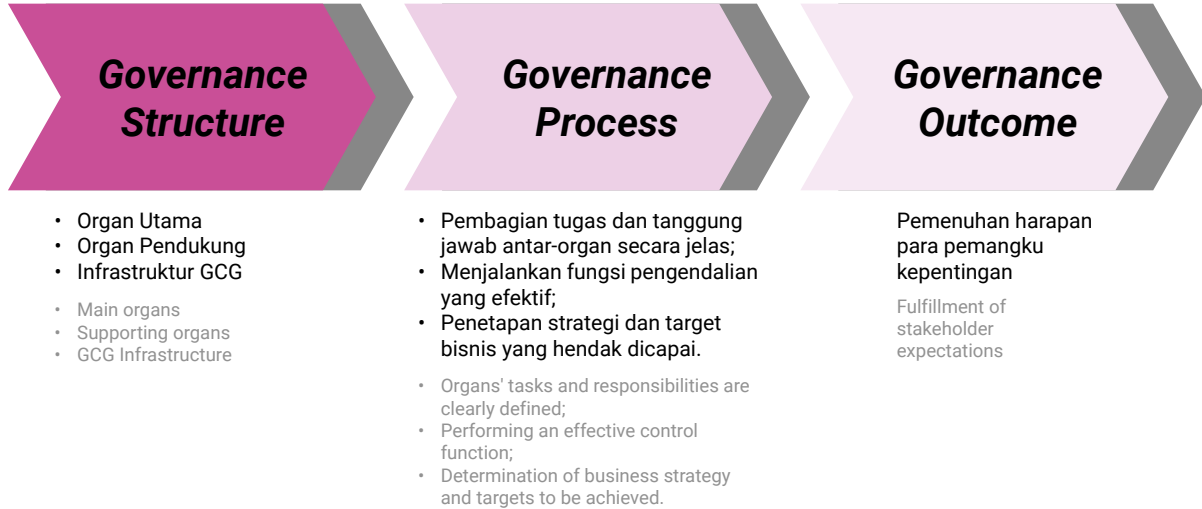 Governance
Structure
• Organ Utama
• Organ Pendukung
• Infrastruktur GCG
• Main organs
• Supporting organs
• GCG Infrastructure
Governance
Process
• Pembagian tugas dan tanggung
jawab antar-organ secara jelas;
• Menjalankan fungsi pengendalian
yang efektif;
• Penetapan strategi dan target
bisnis yang hendak dicapai.
• Organs' tasks and responsibilities are
clearly defined;
• Performing an effective control
function;
• Determination of business strategy
and targets to be achieved.
Governance
Outcome
Pemenuhan harapan
para pemangku
kepentingan
Fulfillment of
stakeholder
expectations